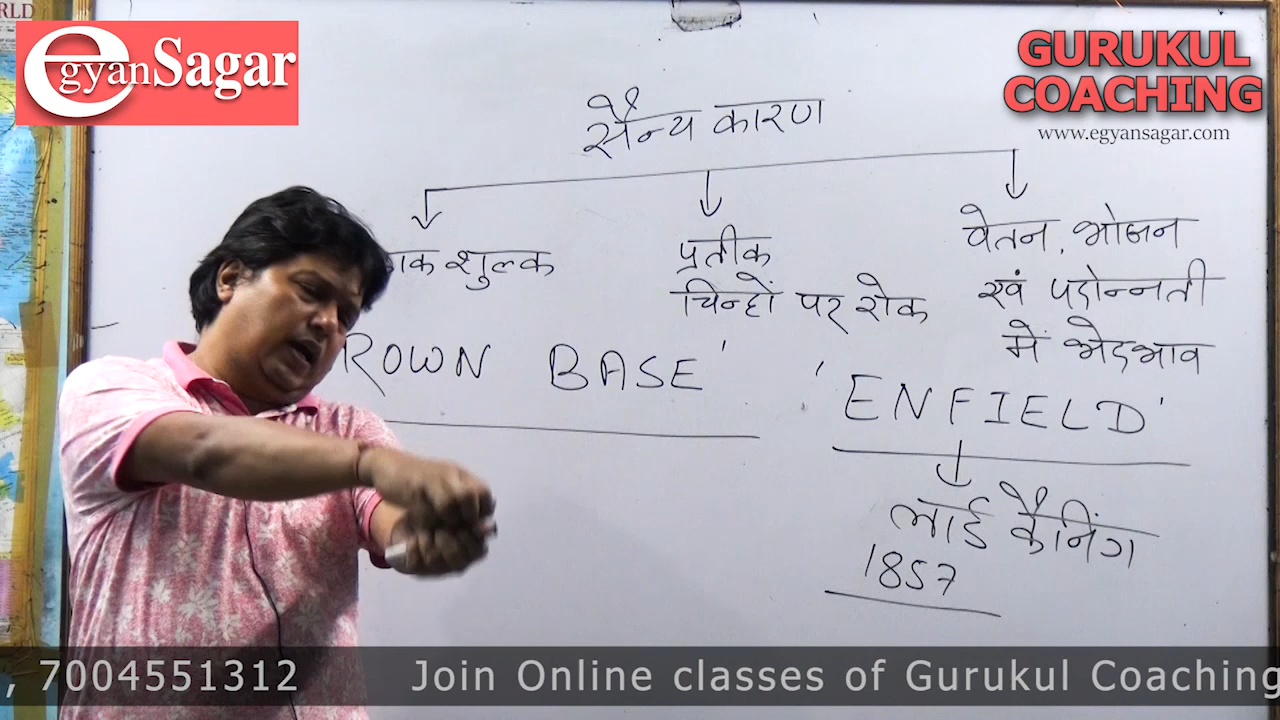 RLD
egyanSagar
GURUKUL
COACHING
www.egyansagar.com
सैन्य कारण
शुल्क
प्रतीक
चिन्हों पर रोक
वेतन, भोजन
एवं पदोन्नती
में भेदभाव
ROWN BASE'
'ENFIELD'
लार्ड कैनिंग
1857
, 7004551312 Join Online classes of Gurukul Coaching